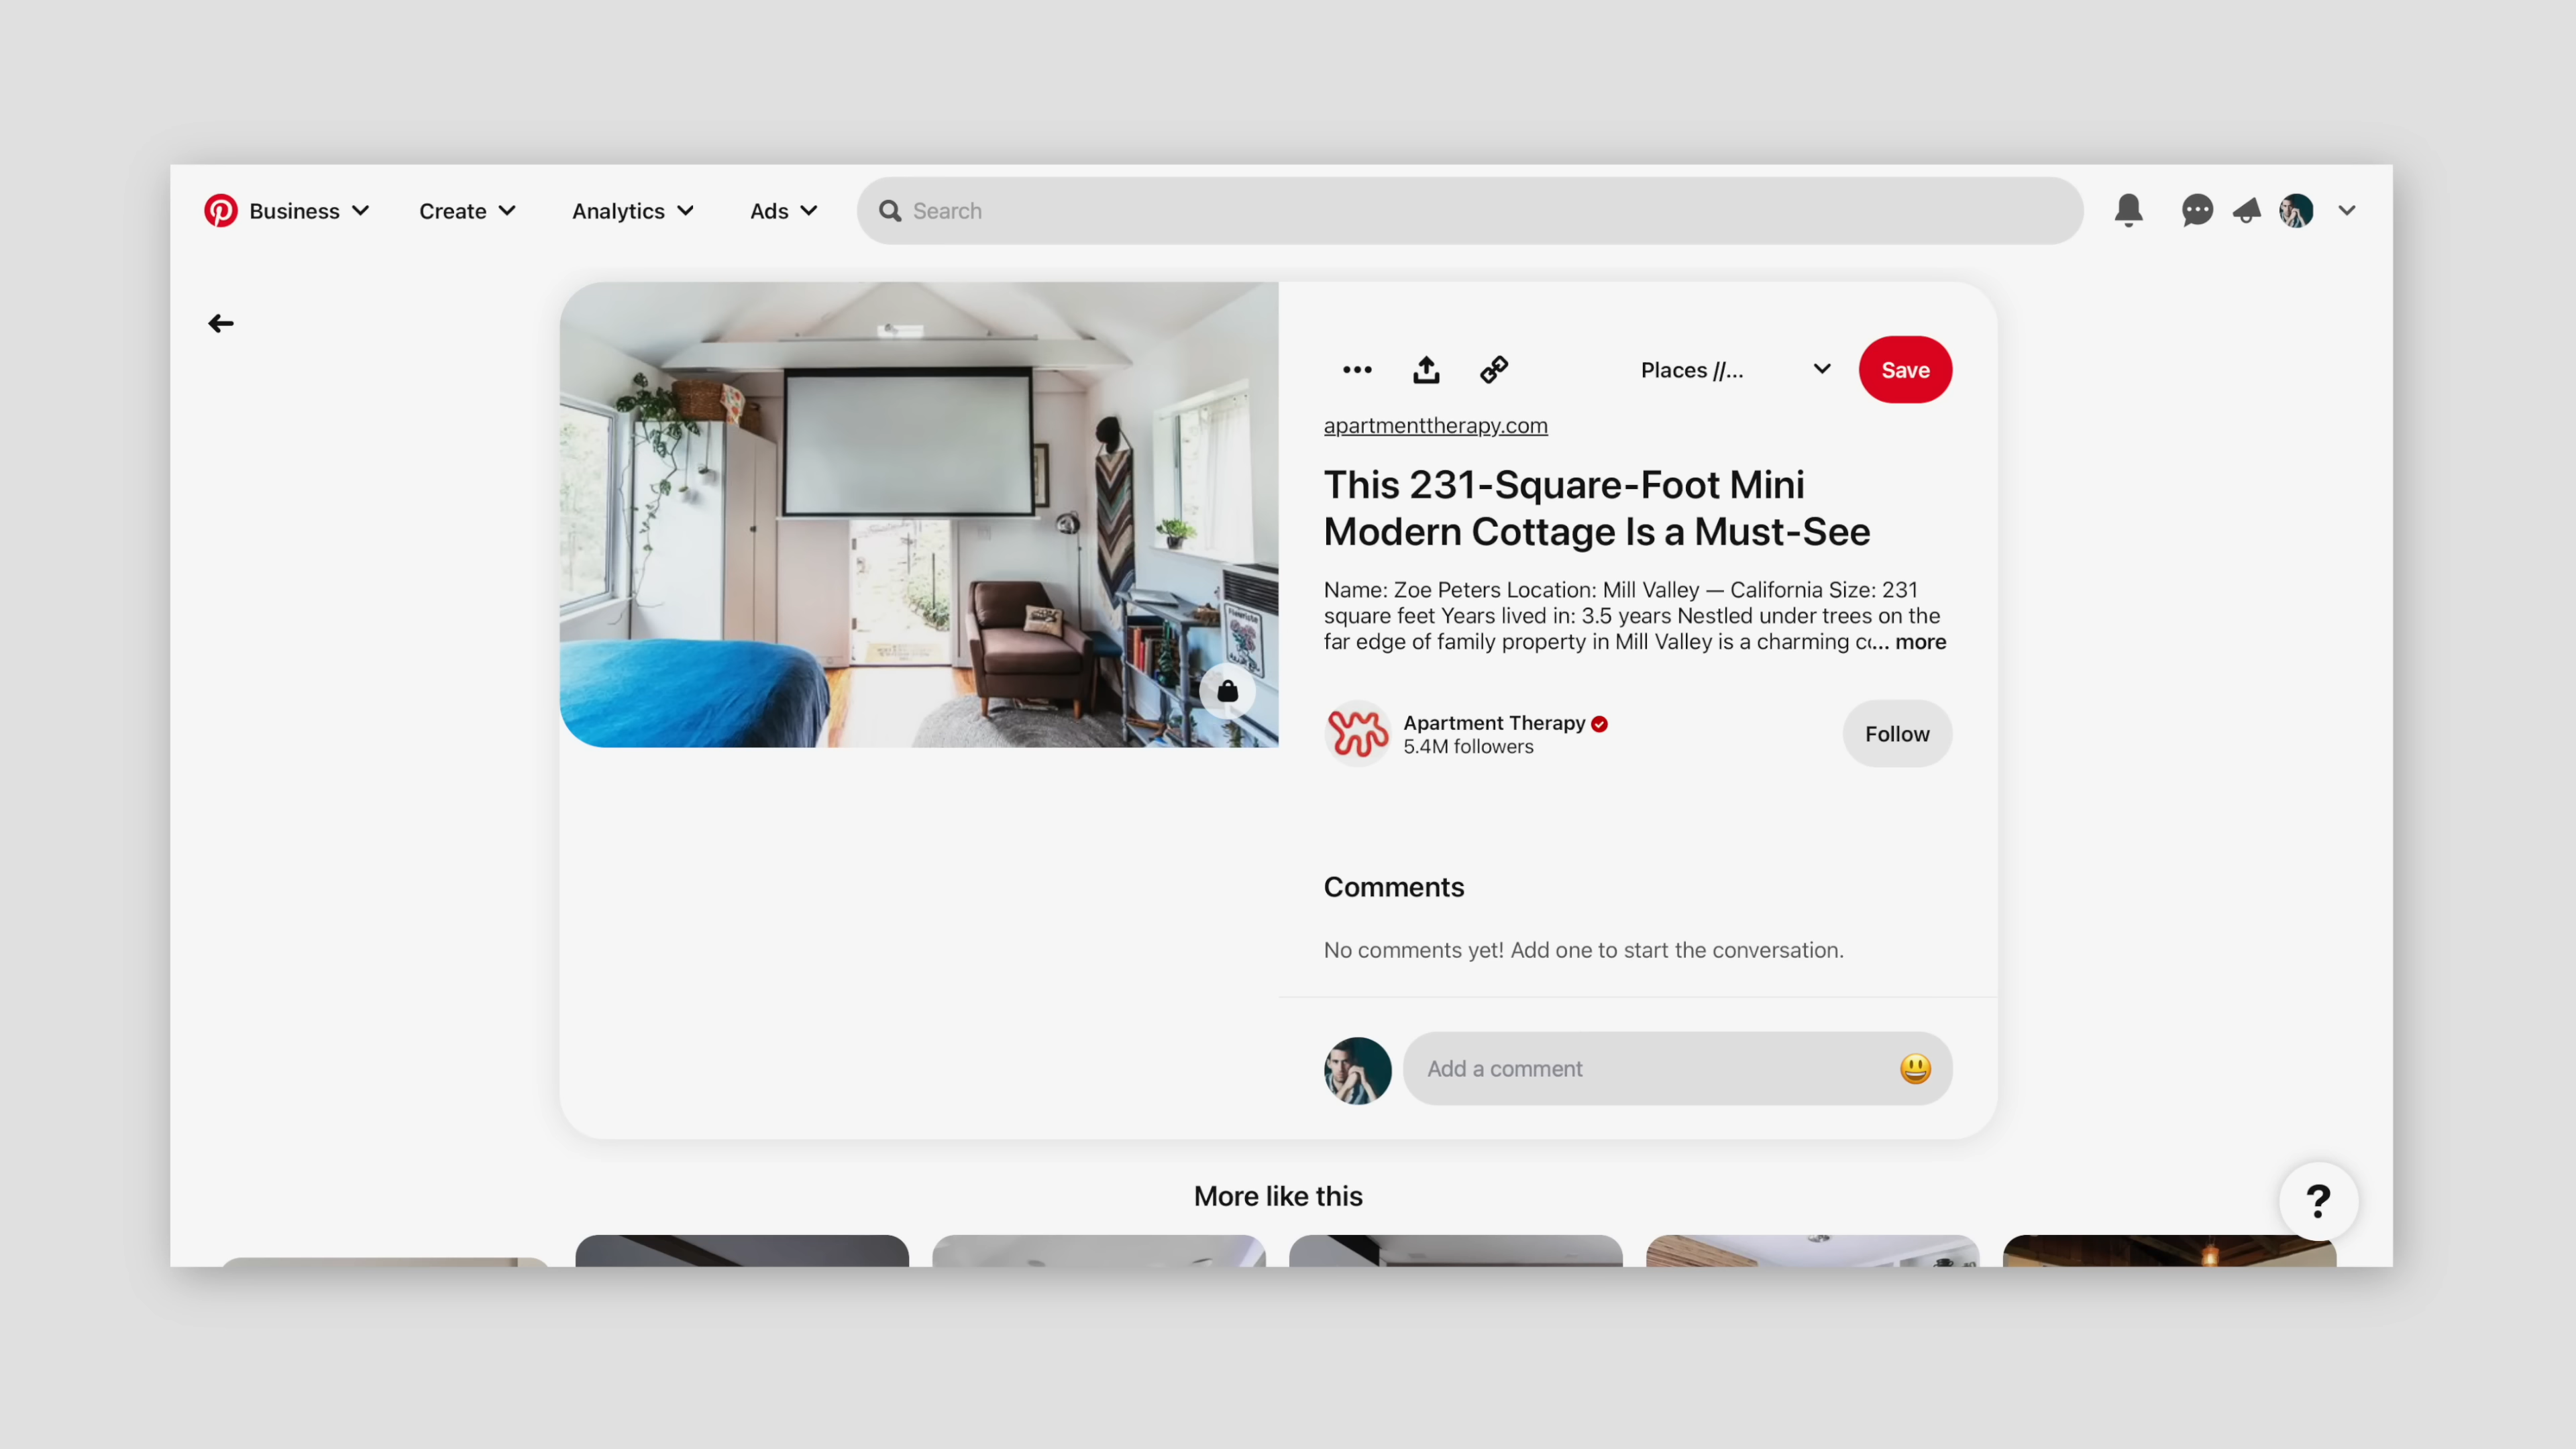 Business
Create
Analytics
Ads
Search
Places //...
Save
apartmenttherapy.com
This 231-Square-Foot Mini
Modern Cottage Is a Must-See
Name: Zoe Peters Location: Mill Valley — California Size: 231
square feet Years lived in: 3.5 years Nestled under trees on the
far edge of family property in Mill Valley is a charming c... more
Apartment Therapy
5.4M followers
Follow
Comments
No comments yet! Add one to start the conversation.
Add a comment
More like this
?